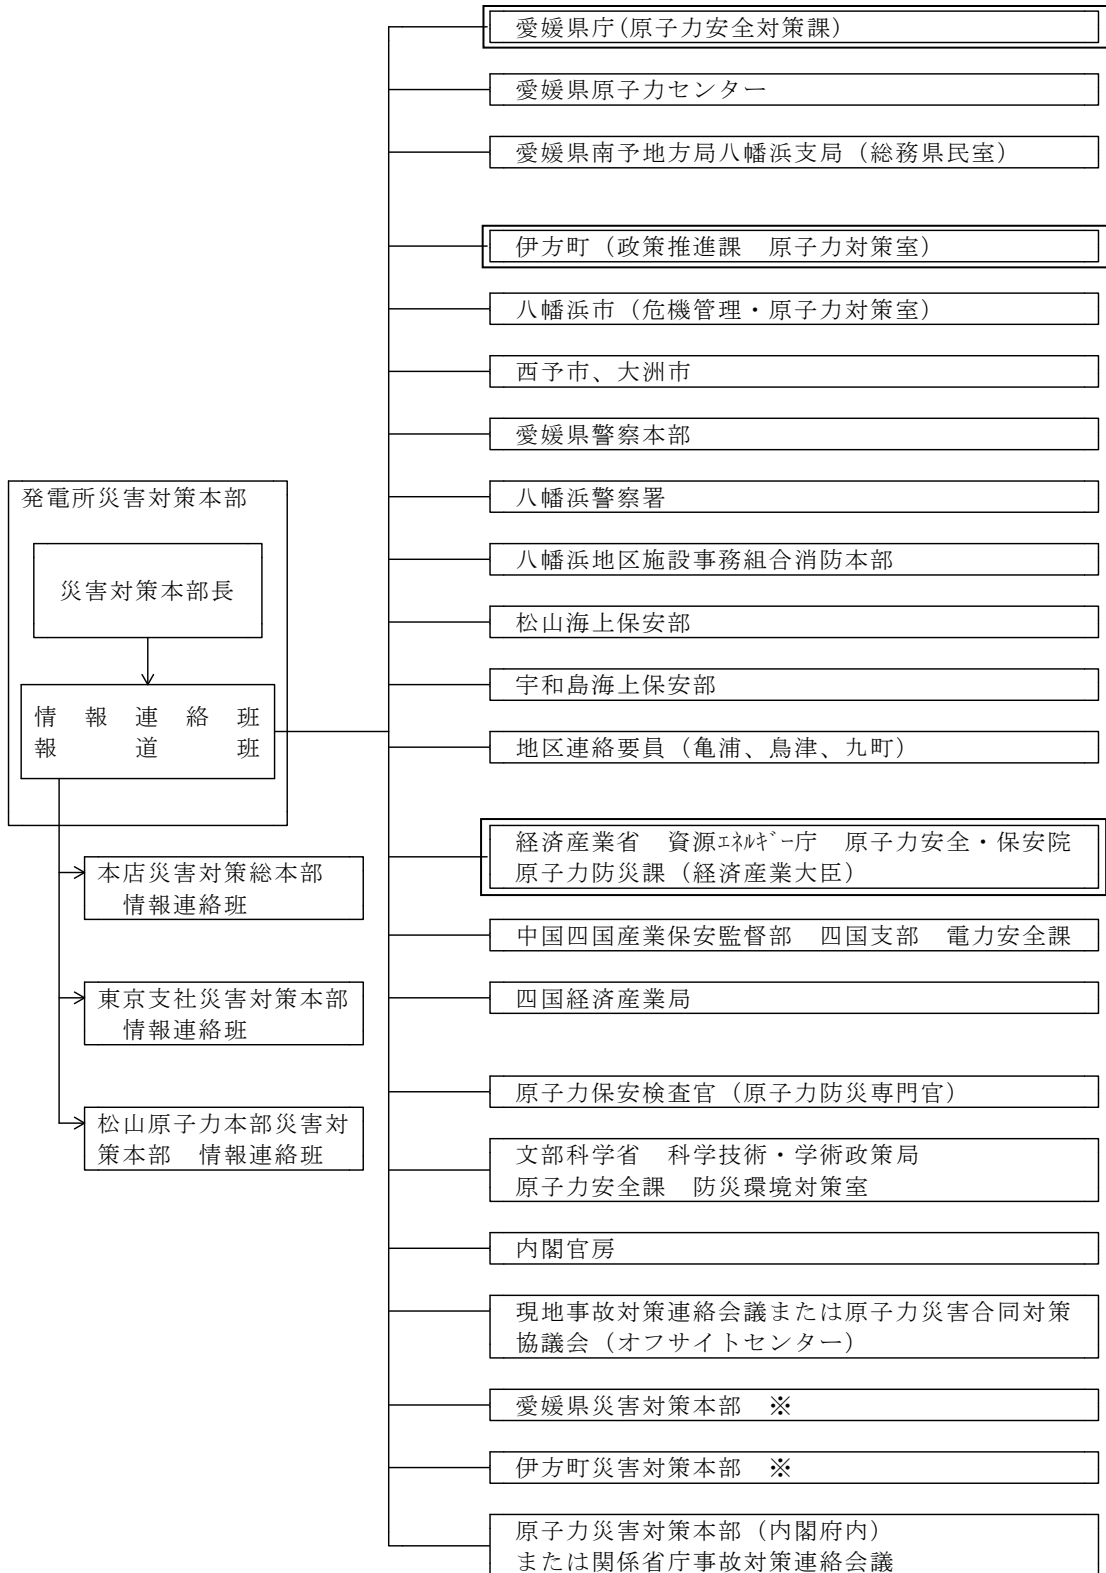 愛媛県庁(原子力安全対策課)
愛媛県原子力センター
愛媛県南予地方局八幡浜支局（総務県民室）
伊方町（政策推進課　原子力対策室）
八幡浜市（危機管理・原子力対策室）
西予市、大洲市
愛媛県警察本部
八幡浜警察署
八幡浜地区施設事務組合消防本部
松山海上保安部
宇和島海上保安部
地区連絡要員（亀浦、鳥津、九町）
経済産業省　資源ｴﾈﾙｷﾞｰ庁　原子力安全・保安院
原子力防災課（経済産業大臣）
中国四国産業保安監督部　四国支部　電力安全課
四国経済産業局
原子力保安検査官（原子力防災専門官）
文部科学省　科学技術・学術政策局
原子力安全課　防災環境対策室
内閣官房
現地事故対策連絡会議または原子力災害合同対策
協議会（オフサイトセンター）
愛媛県災害対策本部　※
伊方町災害対策本部　※
原子力災害対策本部（内閣府内）
または関係省庁事故対策連絡会議
発電所災害対策本部
災害対策本部長
情報連絡班
報道班
本店災害対策総本部
情報連絡班
東京支社災害対策本部
情報連絡班
松山原子力本部災害対
策本部　情報連絡班